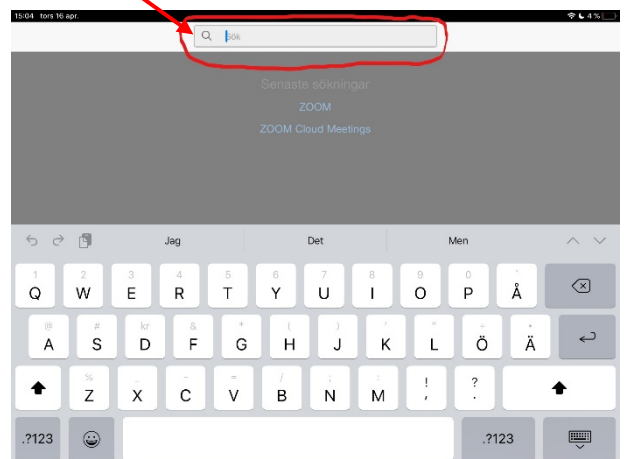 15:04 tors 16 apr. 4 %
sök
Senaste sökningar
ZOOM
ZOOM Cloud Meetings
Jag Det Men
1 2 3 4 5 6 7 8 9 0 `
Q W E R T Y U I O P Å
@ # kr & * ( ) ' " + •
A S D F G H J K L Ö Ä
% _ - = / ; : ! ?
Z X C V B N M , .
.?123 .?123